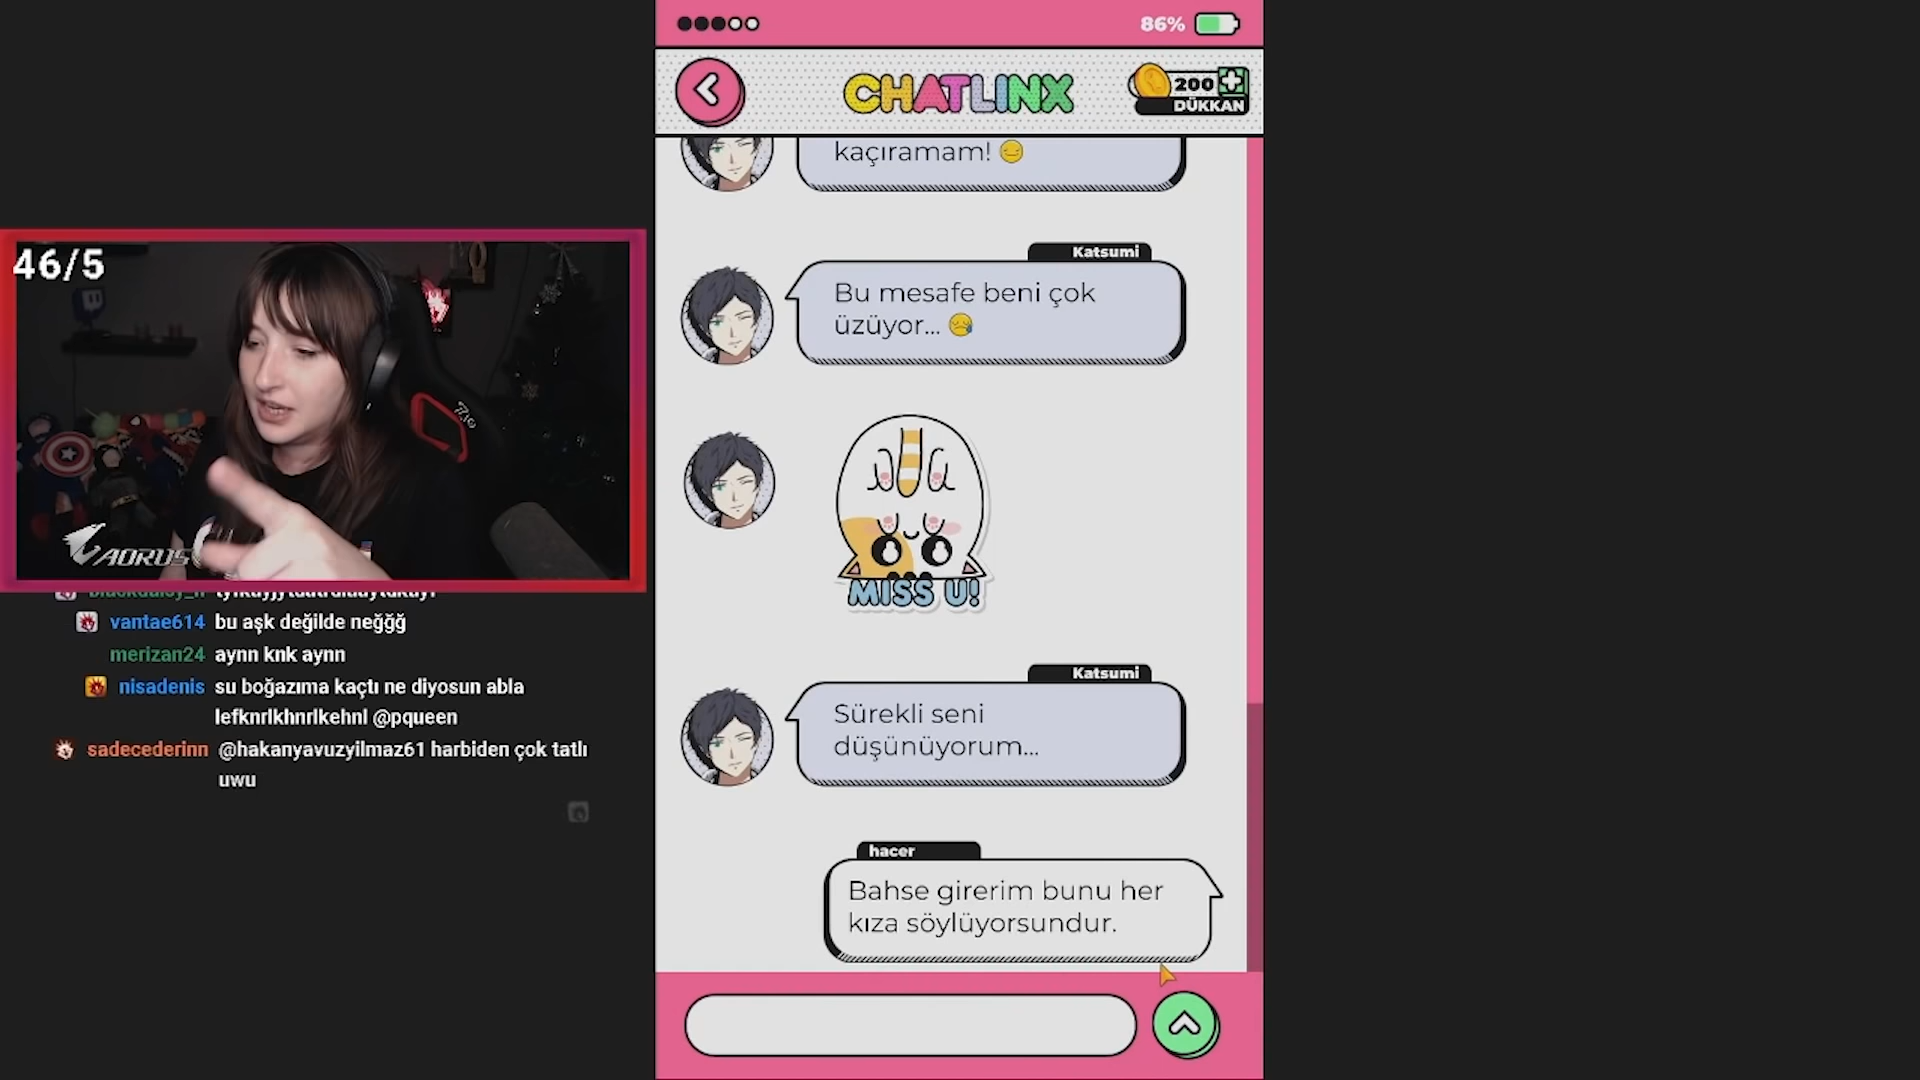 86%
CHATLINX
200
DÜKKAN
kaçıramam!
Katsumi
Bu mesafe beni çok
üzüyor...
MISS U!
Katsumi
Sürekli seni
düşünüyorum...
hacer
Bahse girerim bunu her
kıza söylüyorsundur.
46/5
AORUS
vantae614 bu aşk değilde neğğğ
merizan24 aynn knk aynn
nisadenis su boğazıma kaçtı ne diyosun abla
lefknrlkhnrlkehnl @pqueen
sadecederinn @hakanyavuzyilmaz61 harbiden çok tatlı
uwu